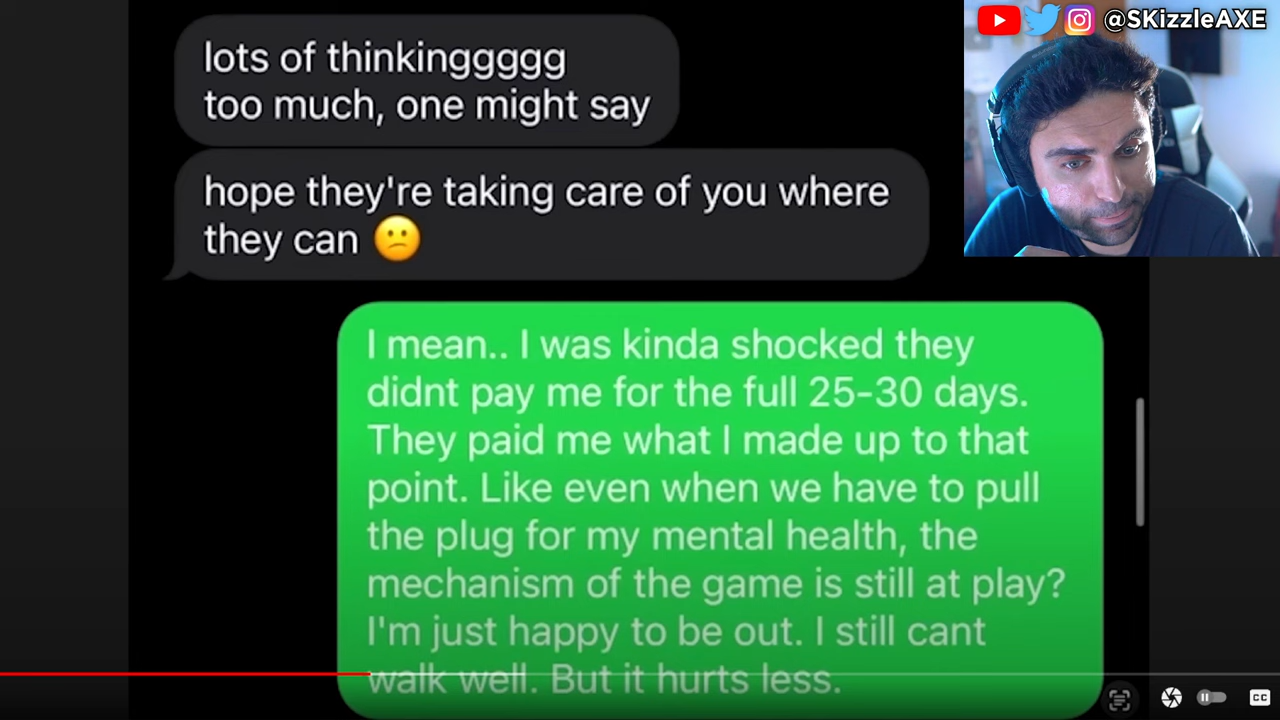 @SKizzleAXE
lots of thinkingggggg
too much, one might say
hope they're taking care of you where
they can 😕
I mean.. I was kinda shocked they
didnt pay me for the full 25-30 days.
They paid me what I made up to that
point. Like even when we have to pull
the plug for my mental health, the
mechanism of the game is still at play?
I'm just happy to be out. I still cant
walk well. But it hurts less.
CC